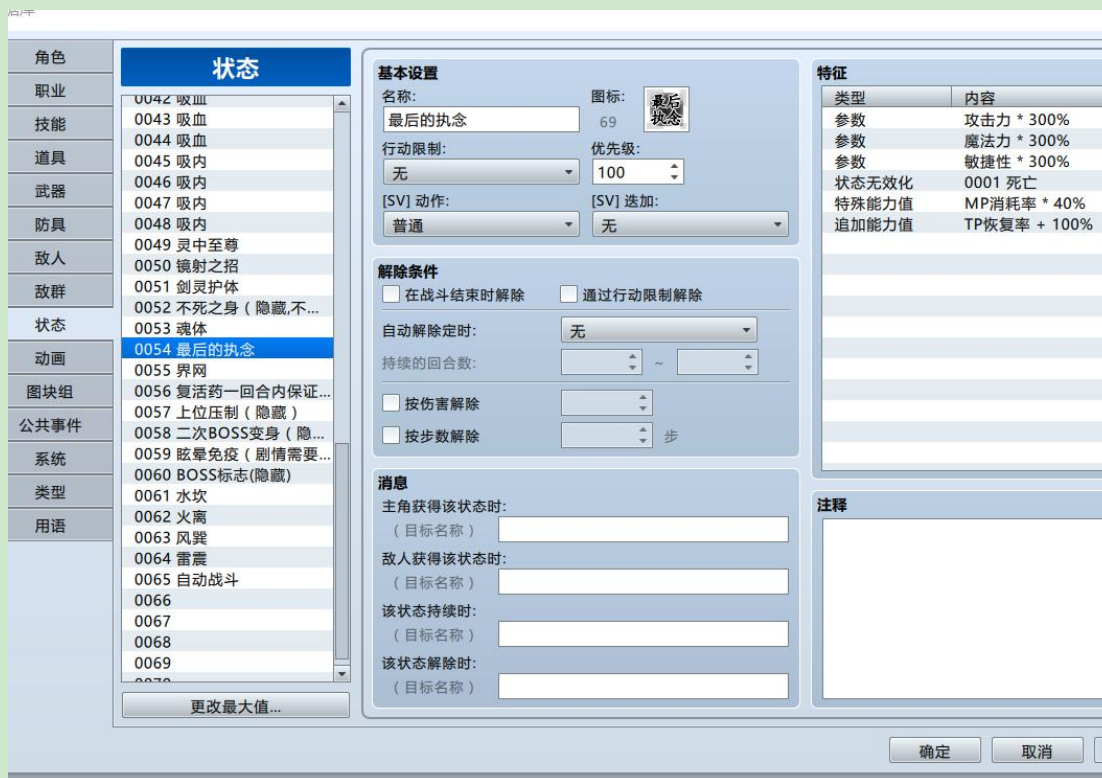 角色
职业
技能
道具
武器
防具
敌人
敌群
状态
动画
图块组
公共事件
系统
类型
用语
状态
0042 吸血
0043 吸血
0044 吸血
0045 吸内
0046 吸内
0047 吸内
0048 吸内
0049 灵中至尊
0050 镜射之招
0051 剑灵护体
0052 不死之身（隐藏,不...
0053 魂体
0054 最后的执念
0055 界网
0056 复活药一回合内保证...
0057 上位压制（隐藏）
0058 二次BOSS变身（隐...
0059 眩晕免疫（剧情需要...
0060 BOSS标志(隐藏)
0061 水坎
0062 火离
0063 风巽
0064 雷震
0065 自动战斗
0066
0067
0068
0069
0070
更改最大值...
基本设置
名称:
最后的执念
图标:
69
最后
执念
行动限制:
无
优先级:
100
[SV] 动作:
普通
[SV] 迭加:
无
解除条件
在战斗结束时解除
通过行动限制解除
自动解除定时:
无
持续的回合数:
~
按伤害解除
按步数解除
步
消息
主角获得该状态时:
（目标名称）
敌人获得该状态时:
（目标名称）
该状态持续时:
（目标名称）
该状态解除时:
（目标名称）
特征
类型 内容
参数 攻击力 * 300%
参数 魔法力 * 300%
参数 敏捷性 * 300%
状态无效化 0001 死亡
特殊能力值 MP消耗率 * 40%
追加能力值 TP恢复率 + 100%
注释
确定
取消